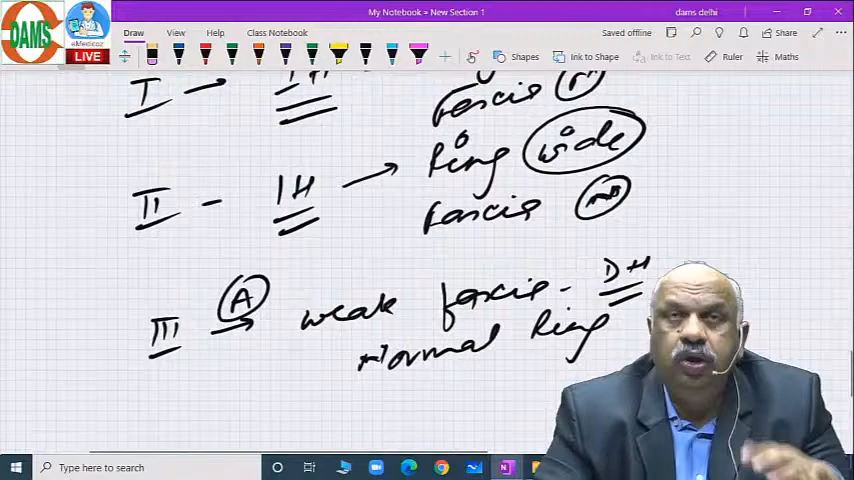 My Notebook > New Section 1
dams delhi
DAMS
eMedicoz
LIVE
Draw View Help Class Notebook
Saved offline
Share
Shapes
Ink to Shape
Ink to Text
Ruler
Maths
I → IH
Fascia (N)
II - IH → Ring wide
Fascia
III (A) → weak fascia - DH
Normal Ring
Type here to search